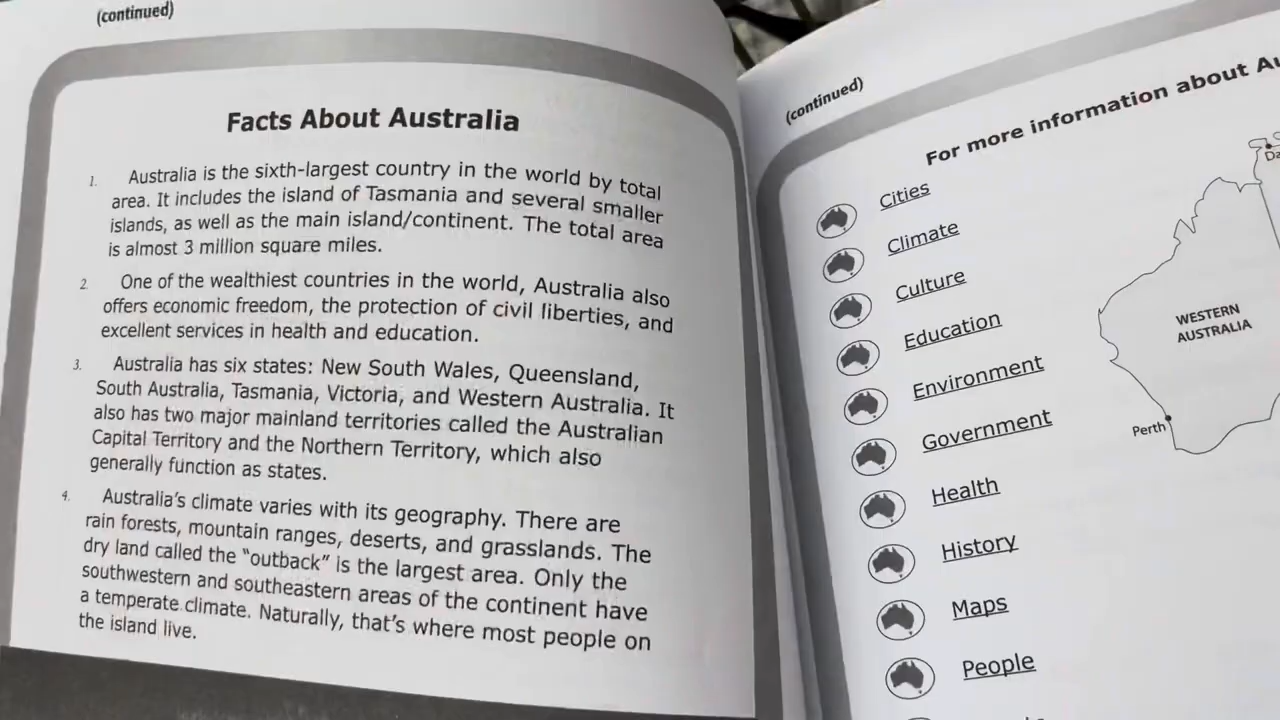 (continued)
Facts About Australia
1. Australia is the sixth-largest country in the world by total
area. It includes the island of Tasmania and several smaller
islands, as well as the main island/continent. The total area
is almost 3 million square miles.
2. One of the wealthiest countries in the world, Australia also
offers economic freedom, the protection of civil liberties, and
excellent services in health and education.
3. Australia has six states: New South Wales, Queensland,
South Australia, Tasmania, Victoria, and Western Australia. It
also has two major mainland territories called the Australian
Capital Territory and the Northern Territory, which also
generally function as states.
4. Australia's climate varies with its geography. There are
rain forests, mountain ranges, deserts, and grasslands. The
dry land called the "outback" is the largest area. Only the
southwestern and southeastern areas of the continent have
a temperate climate. Naturally, that's where most people on
the island live.
(continued)
For more information about Au
Cities
Climate
Culture
Education
Environment
Government
Health
History
Maps
People
Da
WESTERN
AUSTRALIA
Perth